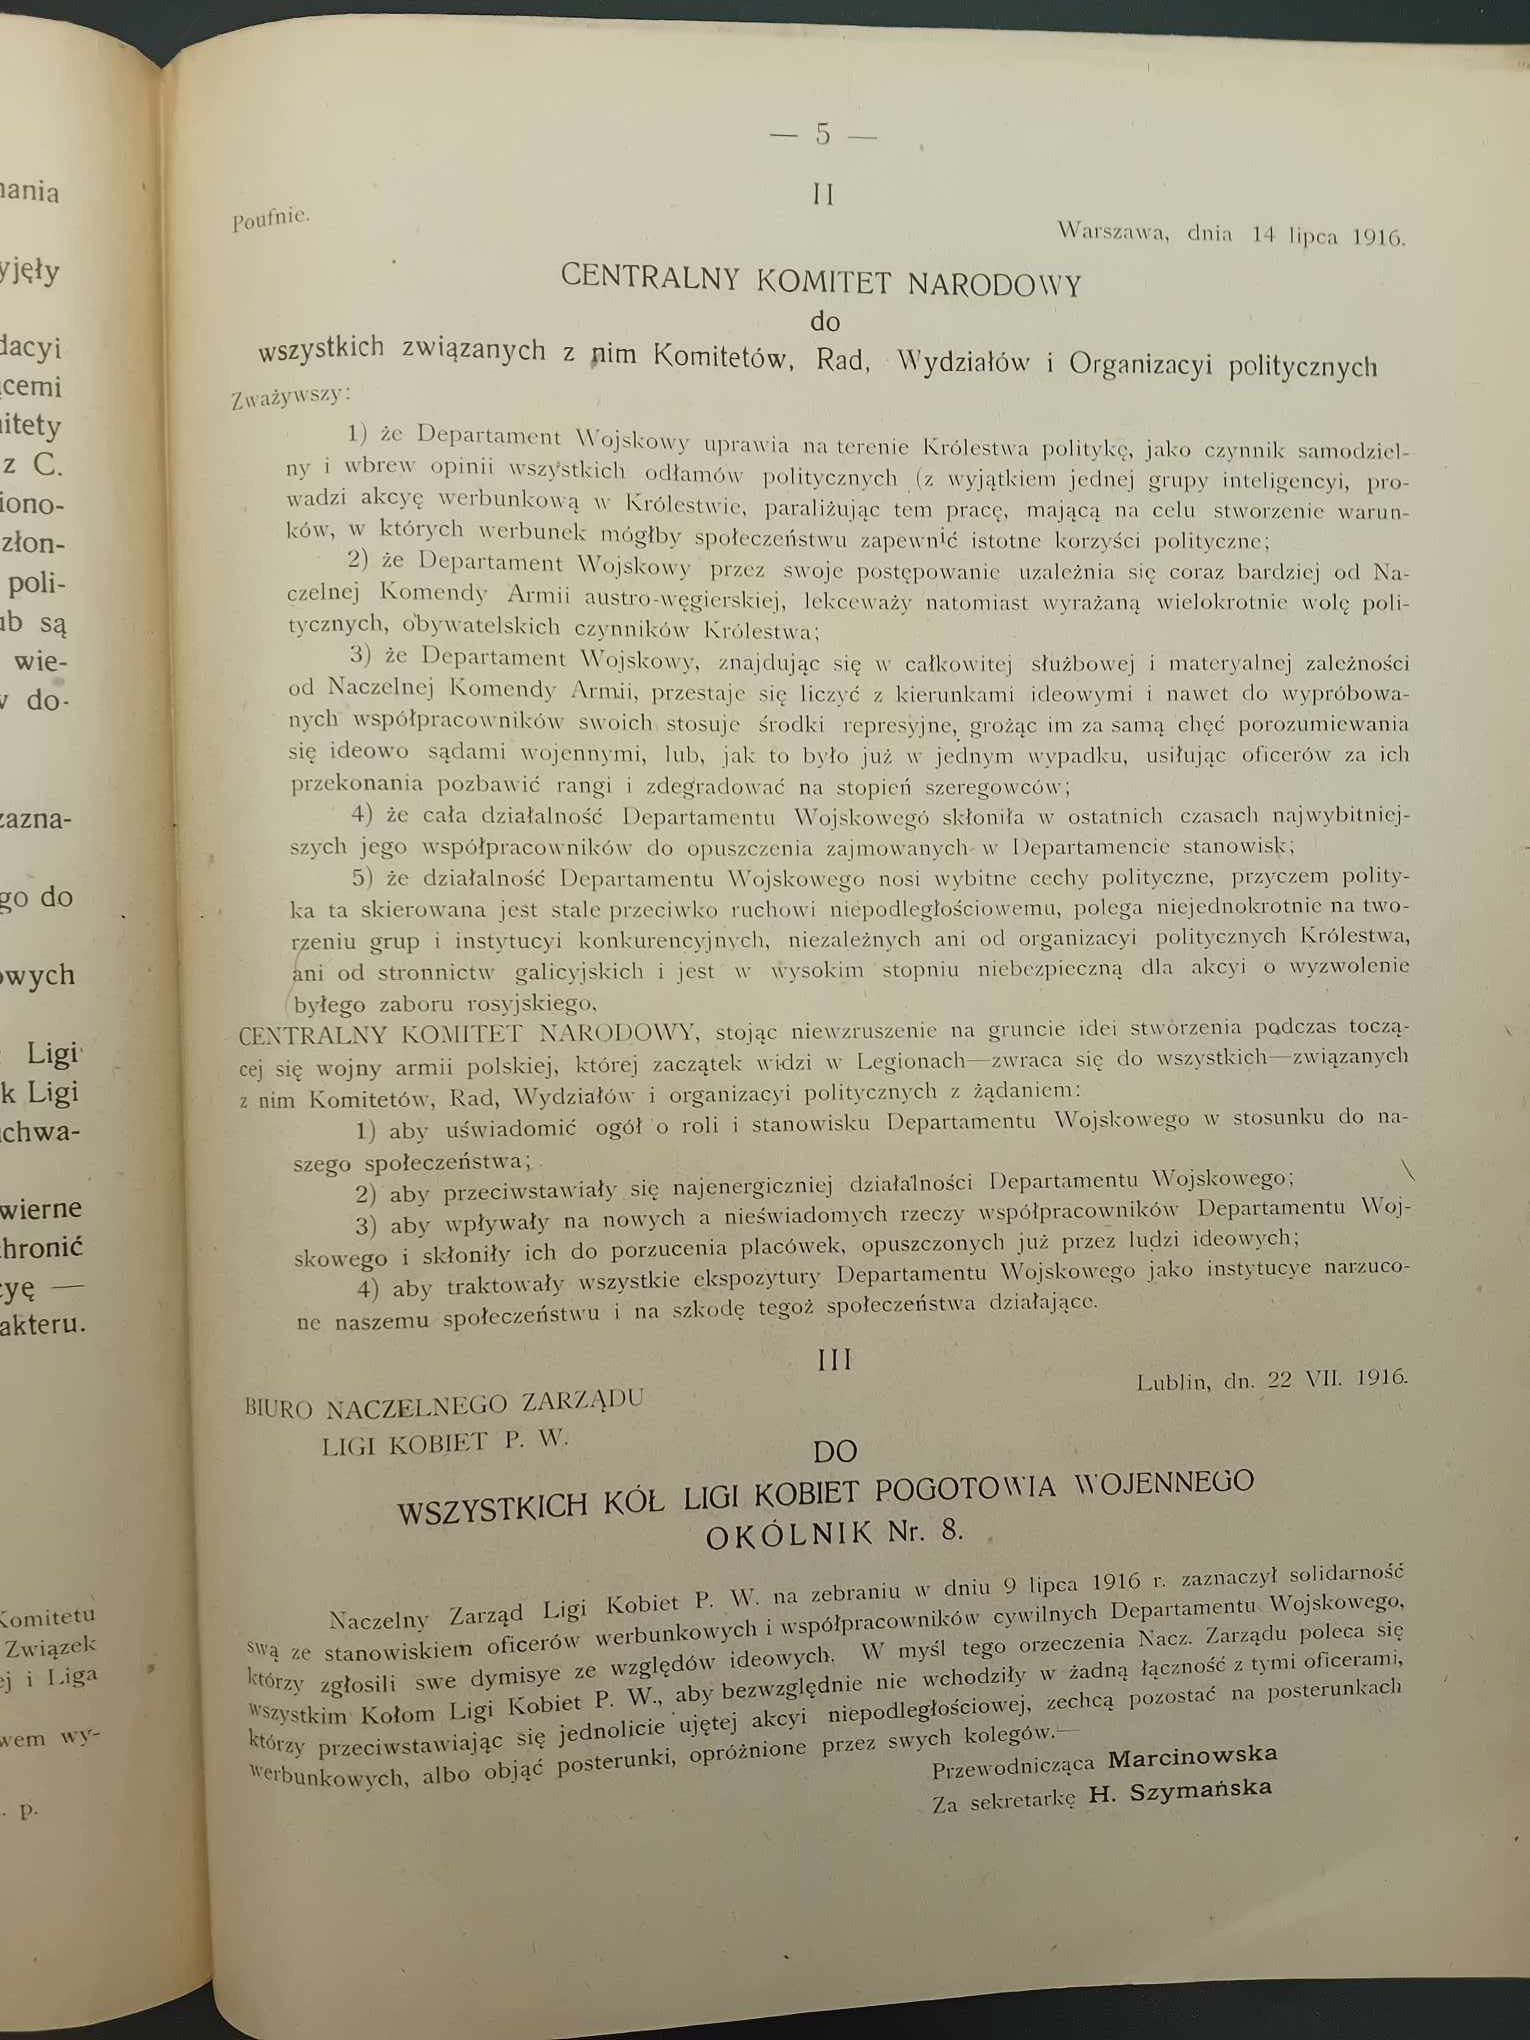 — 5 —
II
Poufnie.
Warszawa, dnia 14 lipca 1916.
CENTRALNY KOMITET NARODOWY
do
wszystkich związanych z nim Komitetów, Rad, Wydziałów i Organizacyi politycznych
Zważywszy:
1) że Departament Wojskowy uprawia na terenie Królestwa politykę, jako czynnik samodziel-
ny i wbrew opinii wszystkich odłamów politycznych (z wyjątkiem jednej grupy inteligencyi, pro-
wadzi akcyę werbunkową w Królestwie, paraliżując tem pracę, mającą na celu stworzenie warun-
ków, w których werbunek mógłby społeczeństwu zapewnić istotne korzyści polityczne;
2) że Departament Wojskowy przez swoje postępowanie uzależnia się coraz bardziej od Na-
czelnej Komendy Armii austro-węgierskiej, lekceważy natomiast wyrażaną wielokrotnie wolę poli-
tycznych, obywatelskich czynników Królestwa;
3) że Departament Wojskowy, znajdując się w całkowitej służbowej i materyalnej zależności
od Naczelnej Komendy Armii, przestaje się liczyć z kierunkami ideowymi i nawet do wypróbowa-
nych współpracowników swoich stosuje środki represyjne, grożąc im za samą chęć porozumiewania
się ideowo sądami wojennymi, lub, jak to było już w jednym wypadku, usiłując oficerów za ich
przekonania pozbawić rangi i zdegradować na stopień szeregowców;
4) że cała działalność Departamentu Wojskowego skłoniła w ostatnich czasach najwybitniej-
szych jego współpracowników do opuszczenia zajmowanych w Departamencie stanowisk;
5) że działalność Departamentu Wojskowego nosi wybitne cechy polityczne, przyczem polity-
ka ta skierowana jest stale przeciwko ruchowi niepodległościowemu, polega niejednokrotnie na two-
rzeniu grup i instytucyi konkurencyjnych, niezależnych ani od organizacyi politycznych Królestwa,
ani od stronnictw galicyjskich i jest w wysokim stopniu niebezpieczną dla akcyi o wyzwolenie
byłego zaboru rosyjskiego,
CENTRALNY KOMITET NARODOWY, stojąc niewzruszenie na gruncie idei stworzenia podczas toczą-
cej się wojny armii polskiej, której zaczątek widzi w Legionach—zwraca się do wszystkich—związanych
z nim Komitetów, Rad, Wydziałów i organizacyi politycznych z żądaniem:
1) aby uświadomić ogół o roli i stanowisku Departamentu Wojskowego w stosunku do na-
szego społeczeństwa;
2) aby przeciwstawiały się najenergiczniej działalności Departamentu Wojskowego;
3) aby wpływały na nowych a nieświadomych rzeczy współpracowników Departamentu Woj-
skowego i skłoniły ich do porzucenia placówek, opuszczonych już przez ludzi ideowych;
4) aby traktowały wszystkie ekspozytury Departamentu Wojskowego jako instytucye narzuco-
ne naszemu społeczeństwu i na szkodę tegoż społeczeństwa działające.
III
Lublin, dn. 22 VII. 1916.
BIURO NACZELNEGO ZARZĄDU
LIGI KOBIET P. W.
DO
WSZYSTKICH KÓŁ LIGI KOBIET POGOTOWIA WOJENNEGO
OKÓLNIK Nr. 8.
Naczelny Zarząd Ligi Kobiet P. W. na zebraniu w dniu 9 lipca 1916 r. zaznaczył solidarność
swą ze stanowiskiem oficerów werbunkowych i współpracowników cywilnych Departamentu Wojskowego,
którzy zgłosili swe dymisye ze względów ideowych. W myśl tego orzeczenia Nacz. Zarządu poleca się
wszystkim Kołom Ligi Kobiet P. W., aby bezwzględnie nie wchodziły w żadną łączność z tymi oficerami,
którzy przeciwstawiając się jednolicie ujętej akcyi niepodległościowej, zechcą pozostać na posterunkach
werbunkowych, albo objąć posterunki, opróżnione przez swych kolegów.—
Przewodnicząca Marcinowska
Za sekretarkę H. Szymańska